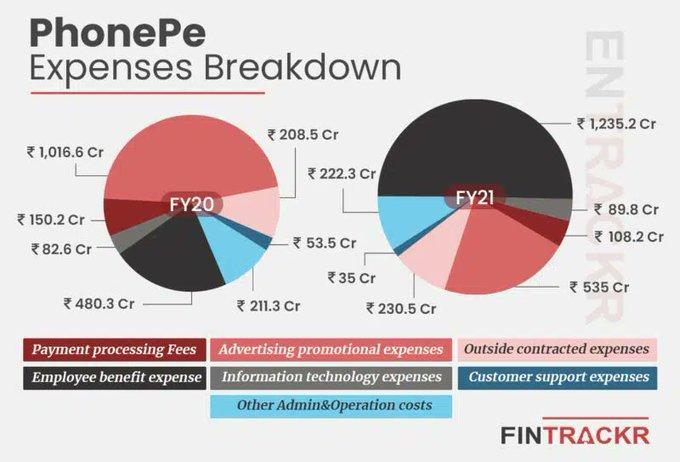 PhonePe
Expenses Breakdown
ENTRACKR
₹ 1,016.6 Cr
₹ 208.5 Cr
₹ 150.2 Cr
₹ 82.6 Cr
₹ 480.3 Cr
₹ 211.3 Cr
₹ 53.5 Cr
FY20
₹ 1,235.2 Cr
₹ 222.3 Cr
₹ 89.8 Cr
₹ 108.2 Cr
₹ 35 Cr
₹ 230.5 Cr
₹ 535 Cr
FY21
Payment processing Fees
Advertising promotional expenses
Outside contracted expenses
Employee benefit expense
Information technology expenses
Customer support expenses
Other Admin&Operation costs
FINTRACKR